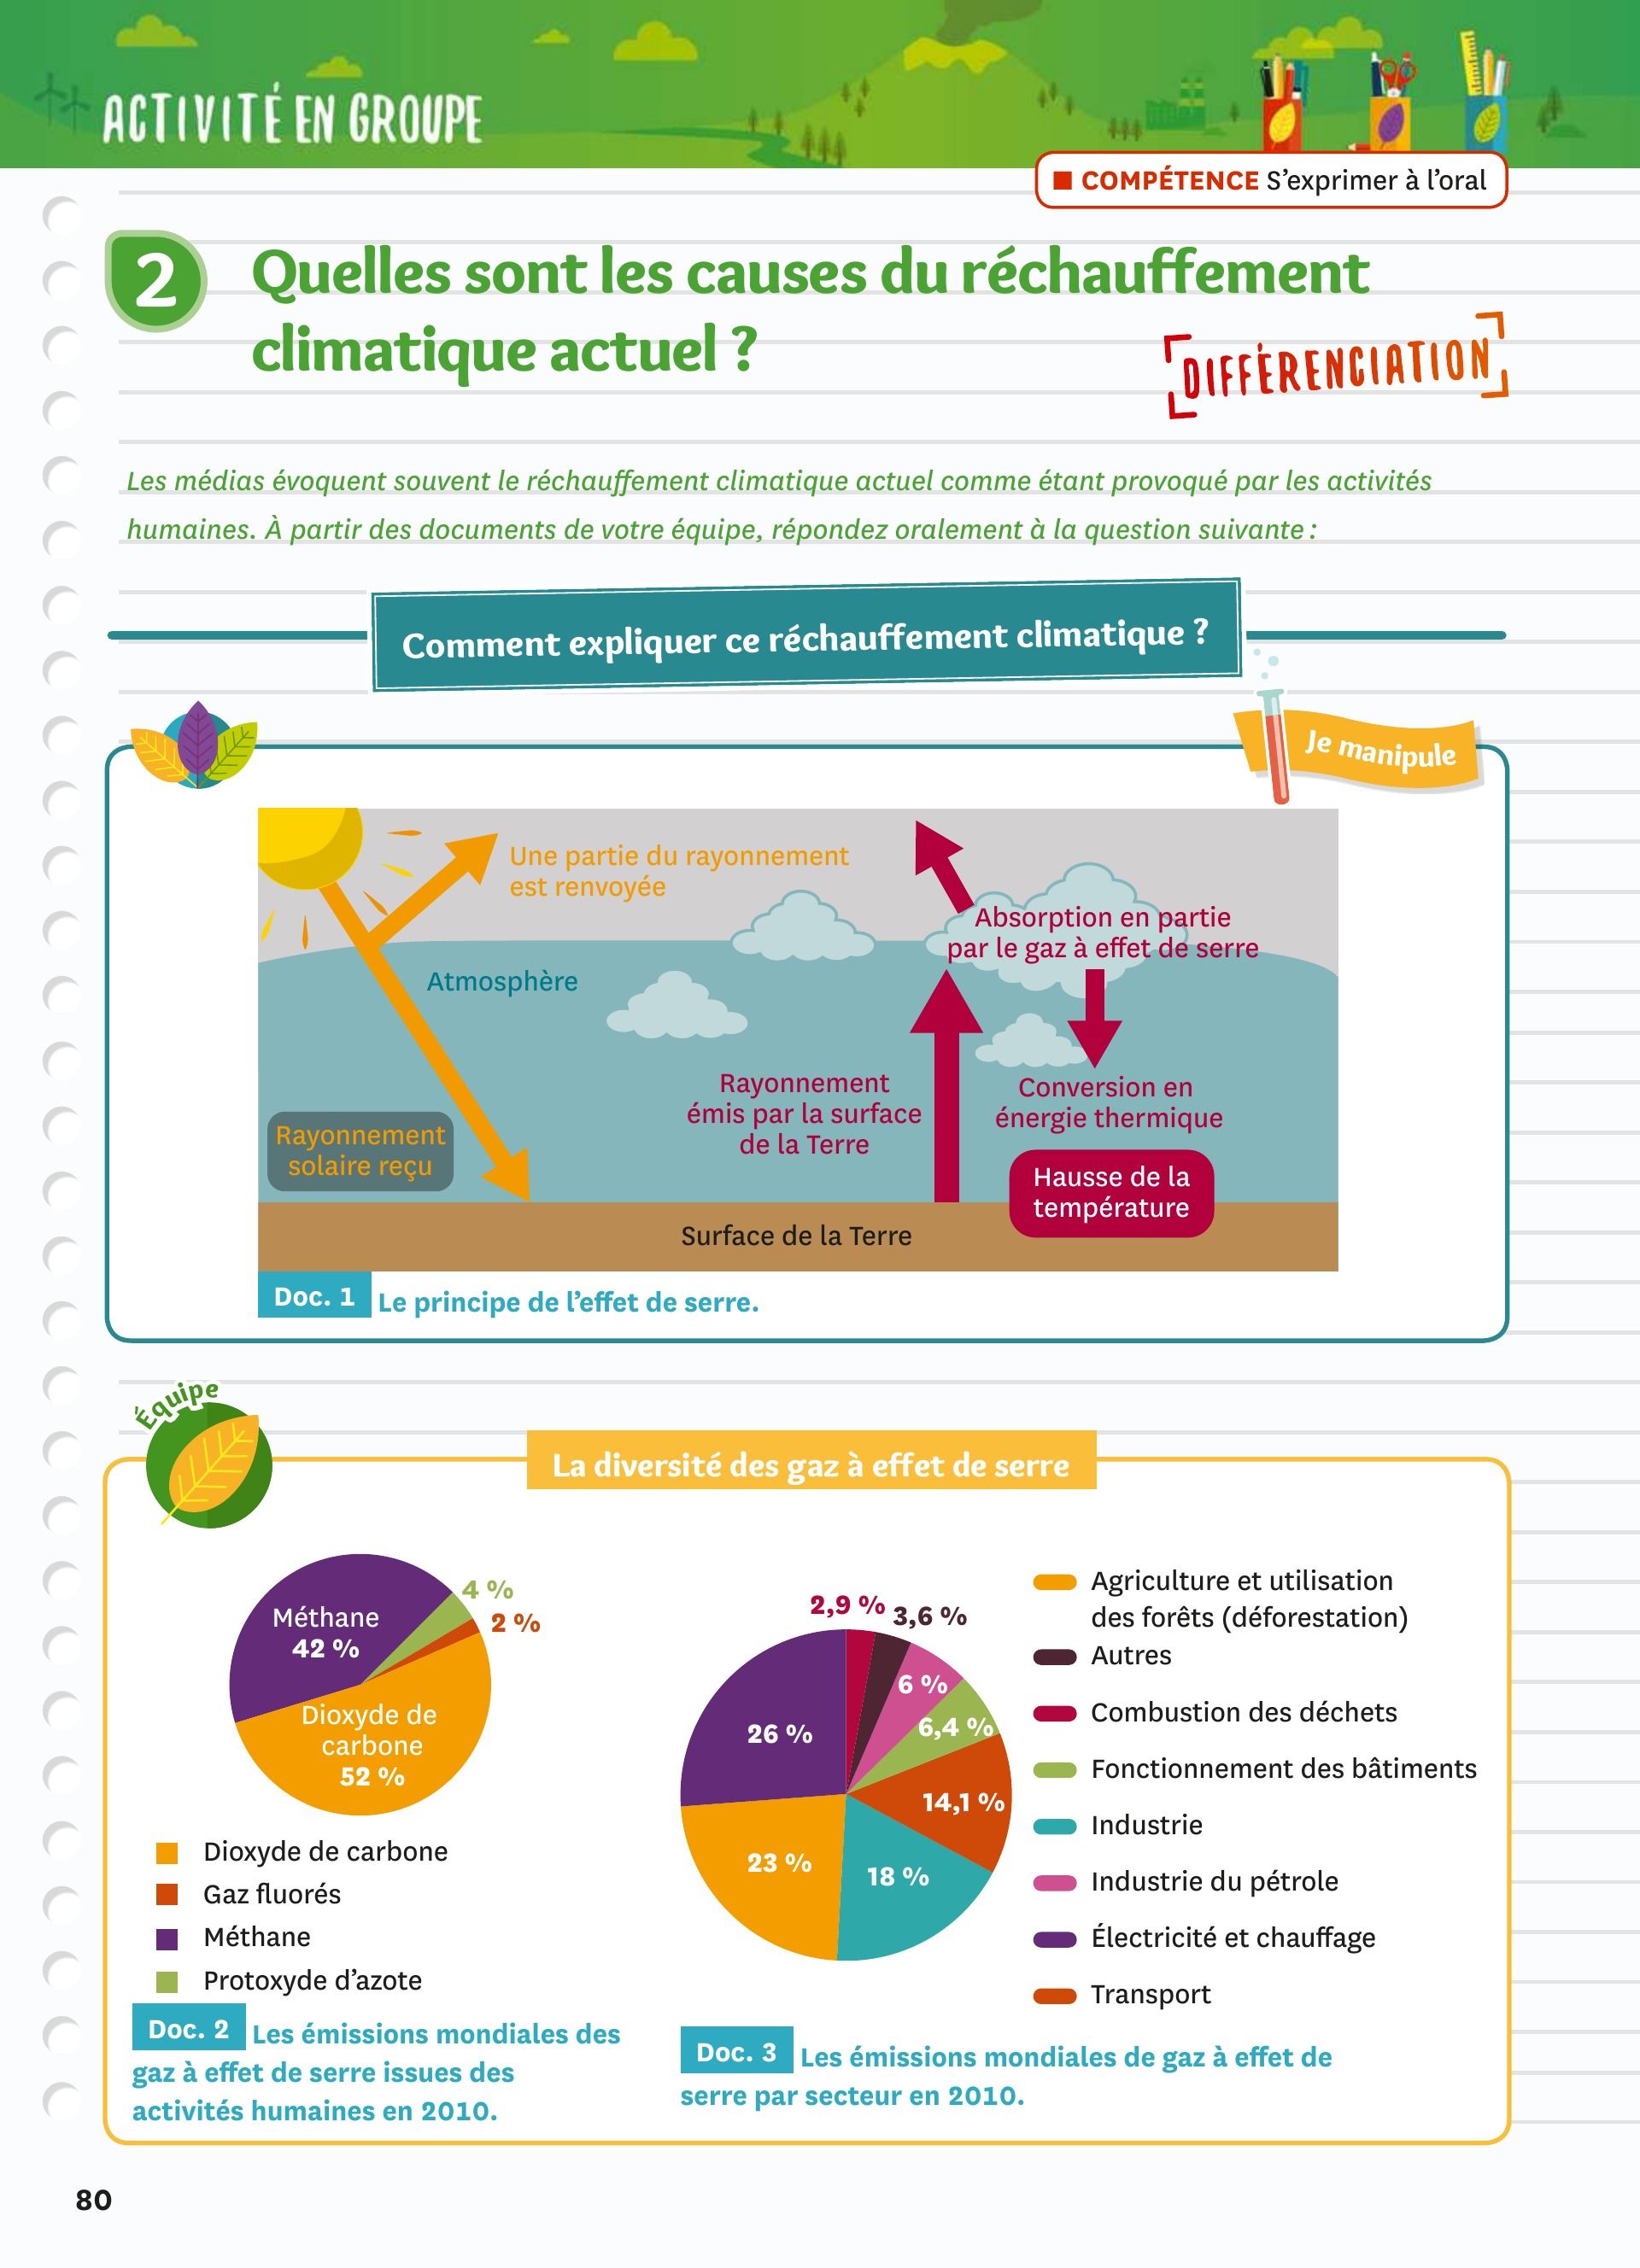 ACTIVITÉ EN GROUPE
■ COMPÉTENCE S'exprimer à l'oral
2
Quelles sont les causes du réchauffement
climatique actuel ?
DIFFÉRENCIATION
Les médias évoquent souvent le réchauffement climatique actuel comme étant provoqué par les activités
humaines. À partir des documents de votre équipe, répondez oralement à la question suivante :
Comment expliquer ce réchauffement climatique ?
Je manipule
Une partie du rayonnement
est renvoyée
Absorption en partie
par le gaz à effet de serre
Atmosphère
Rayonnement
émis par la surface
de la Terre
Conversion en
énergie thermique
Rayonnement
solaire reçu
Hausse de la
température
Surface de la Terre
Doc. 1 Le principe de l'effet de serre.
Équipe
La diversité des gaz à effet de serre
Méthane
42 %
4 %
2 %
Dioxyde de
carbone
52 %
Dioxyde de carbone
Gaz fluorés
Méthane
Protoxyde d'azote
Doc. 2 Les émissions mondiales des
gaz à effet de serre issues des
activités humaines en 2010.
2,9 %
3,6 %
6 %
6,4 %
14,1 %
18 %
23 %
26 %
Agriculture et utilisation
des forêts (déforestation)
Autres
Combustion des déchets
Fonctionnement des bâtiments
Industrie
Industrie du pétrole
Électricité et chauffage
Transport
Doc. 3 Les émissions mondiales de gaz à effet de
serre par secteur en 2010.
80